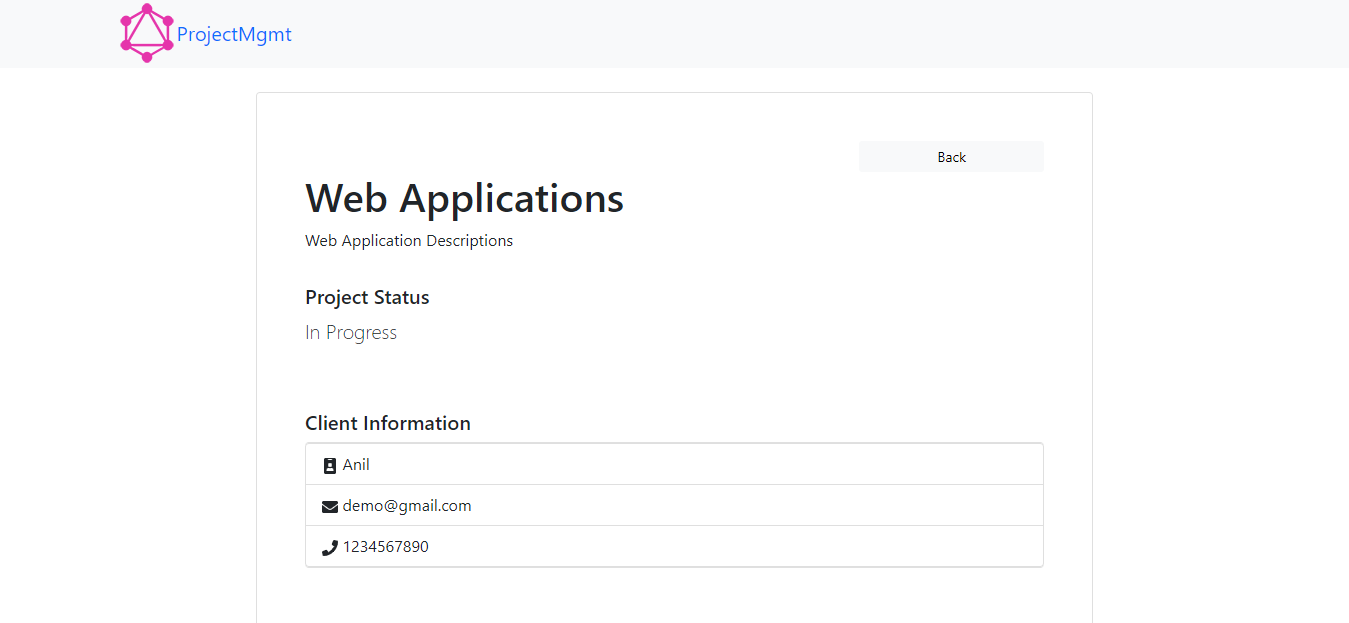 ProjectMgmt
Back
Web Applications
Web Application Descriptions
Project Status
In Progress
Client Information
Anil
demo@gmail.com
1234567890